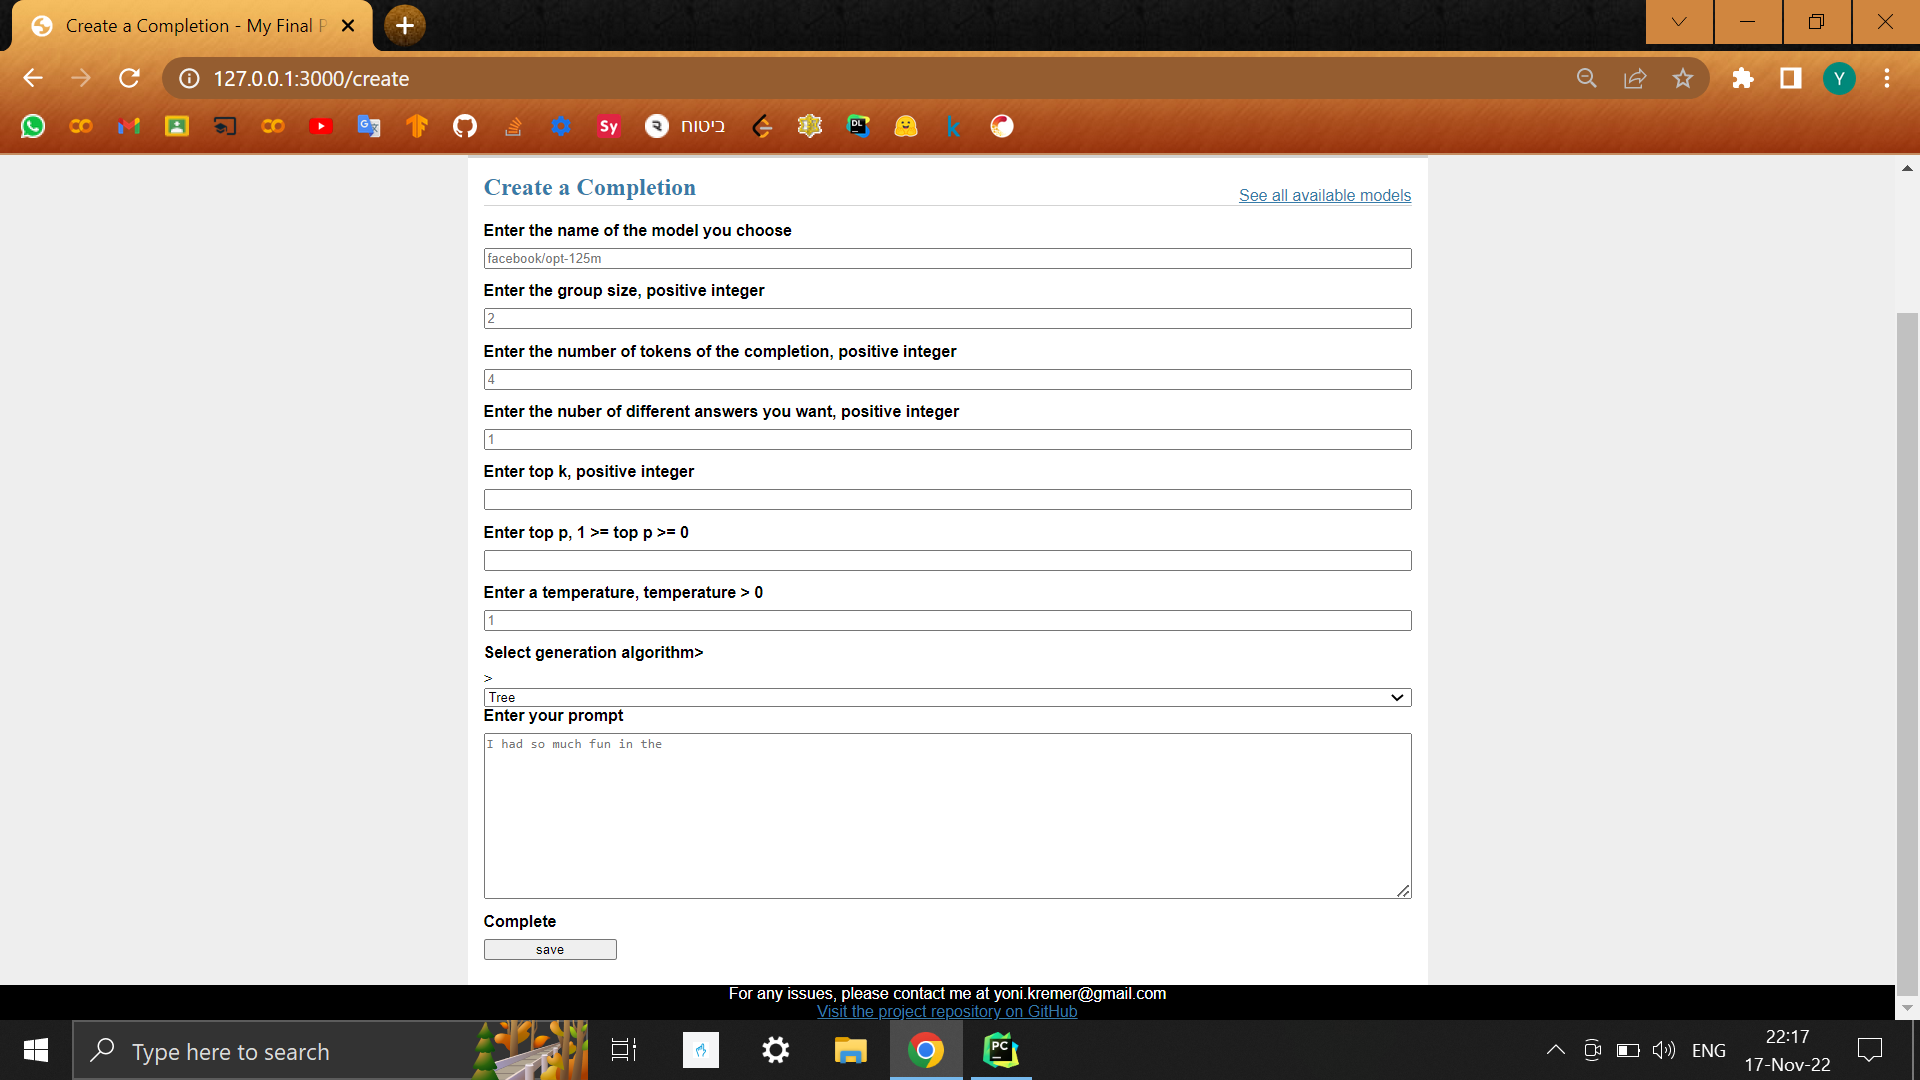 Create a Completion - My Final P
127.0.0.1:3000/create
Y
Sy
ביטוח
DL
k
Create a Completion
See all available models
Enter the name of the model you choose
facebook/opt-125m
Enter the group size, positive integer
2
Enter the number of tokens of the completion, positive integer
4
Enter the nuber of different answers you want, positive integer
1
Enter top k, positive integer
Enter top p, 1 >= top p >= 0
Enter a temperature, temperature > 0
1
Select generation algorithm>
>
Tree
Enter your prompt
I had so much fun in the
Complete
save
For any issues, please contact me at yoni.kremer@gmail.com
Visit the project repository on GitHub
Type here to search
PC
ENG
22:17
17-Nov-22